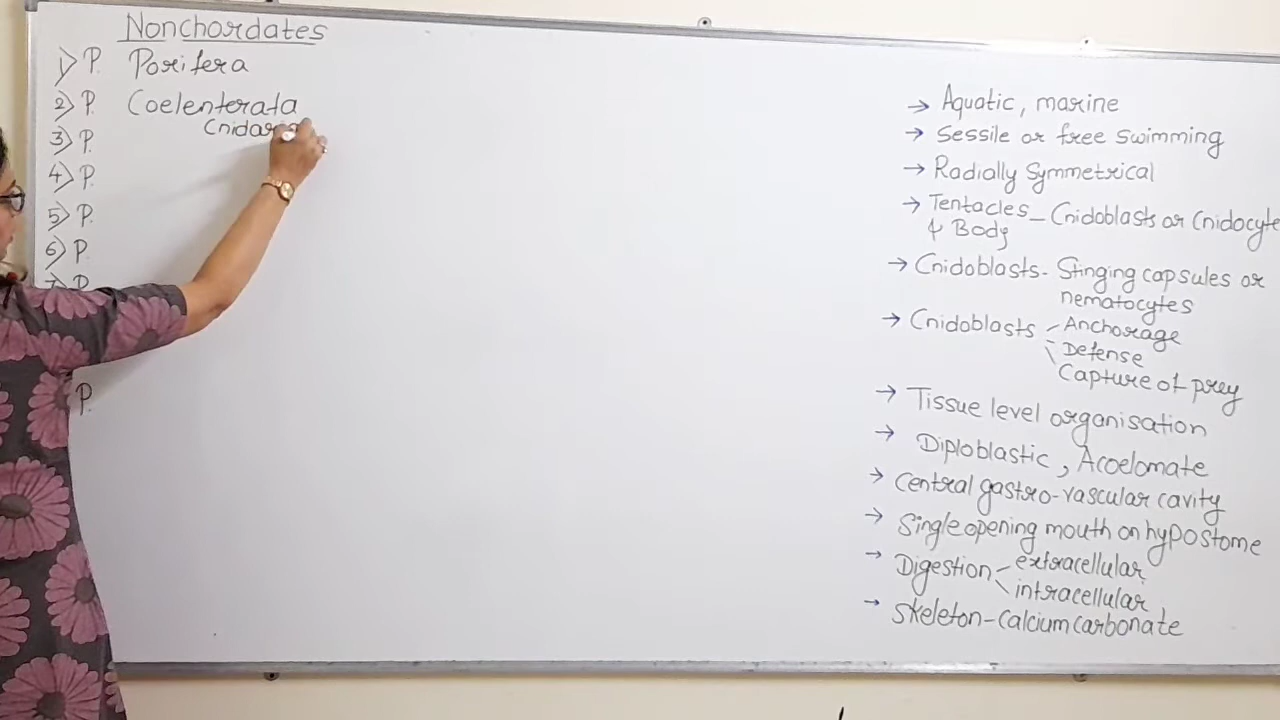 Nonchordates
1) P. Porifera
2) P. Coelenterata
Cnidar
3) P.
4) P.
5) P.
6) P.
7) P.
P.
→ Aquatic, marine
→ Sessile or free swimming
→ Radially Symmetrical
→ Tentacles - Cnidoblasts or Cnidocyte
& Body
→ Cnidoblasts - Stinging capsules or
nematocytes
→ Cnidoblasts - Anchorage
- Defense
\ Capture of prey
→ Tissue level organisation
→ Diploblastic, Acoelomate
→ Central gastro-vascular cavity
→ Single opening mouth on hypostome
→ Digestion - extracellular
\ intracellular
→ Skeleton - Calcium carbonate